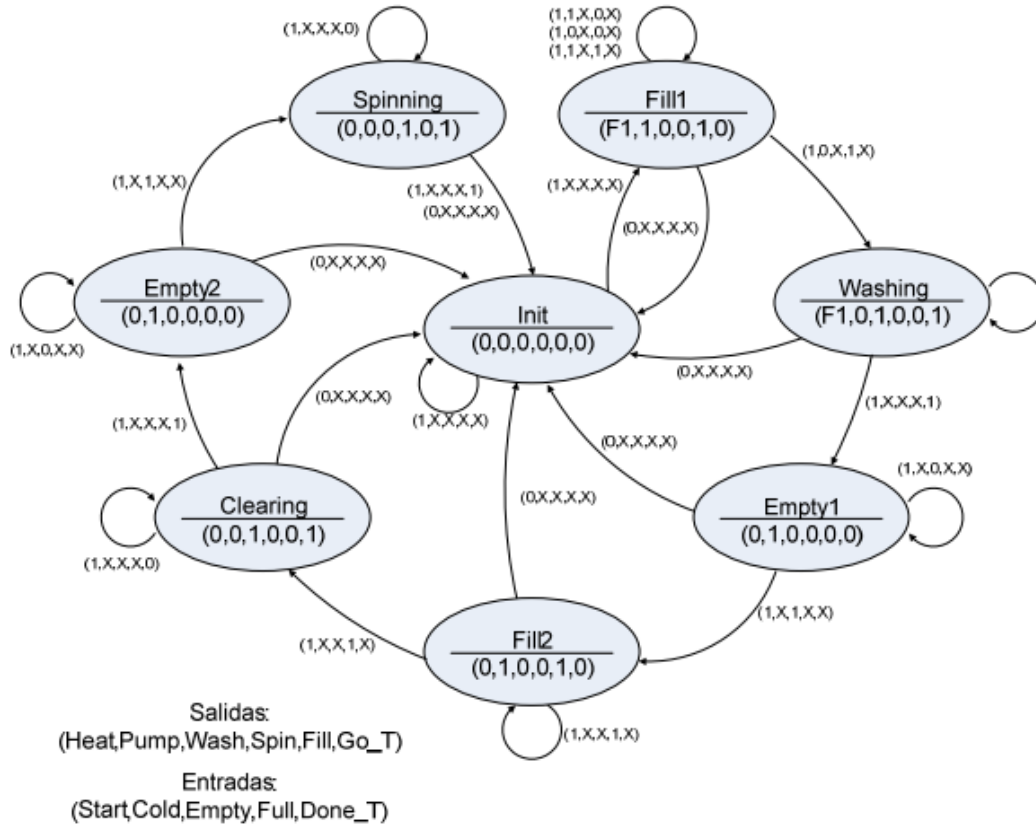 (1,X,X,X,0)
(1,1,X,0,X)
(1,0,X,0,X)
(1,1,X,1,X)
Spinning
(0,0,0,1,0,1)
Fill1
(F1,1,0,0,1,0)
(1,0,X,1,X)
(1,X,1,X,X)
(1,X,X,X,1)
(0,X,X,X,X)
(1,X,X,X,X)
(0,X,X,X,X)
(0,X,X,X,X)
Empty2
(0,1,0,0,0,0)
Init
(0,0,0,0,0,0)
Washing
(F1,0,1,0,0,1)
(1,X,0,X,X)
(0,X,X,X,X)
(0,X,X,X,X)
(1,X,X,X,X)
(1,X,X,X,1)
(1,X,X,X,1)
(0,X,X,X,X)
(1,X,0,X,X)
Clearing
(0,0,1,0,0,1)
Empty1
(0,1,0,0,0,0)
(0,X,X,X,X)
(1,X,X,X,0)
(1,X,1,X,X)
(1,X,X,1,X)
Fill2
(0,1,0,0,1,0)
(1,X,X,1,X)
Salidas:
(Heat,Pump,Wash,Spin,Fill,Go_T)
Entradas:
(Start,Cold,Empty,Full,Done_T)